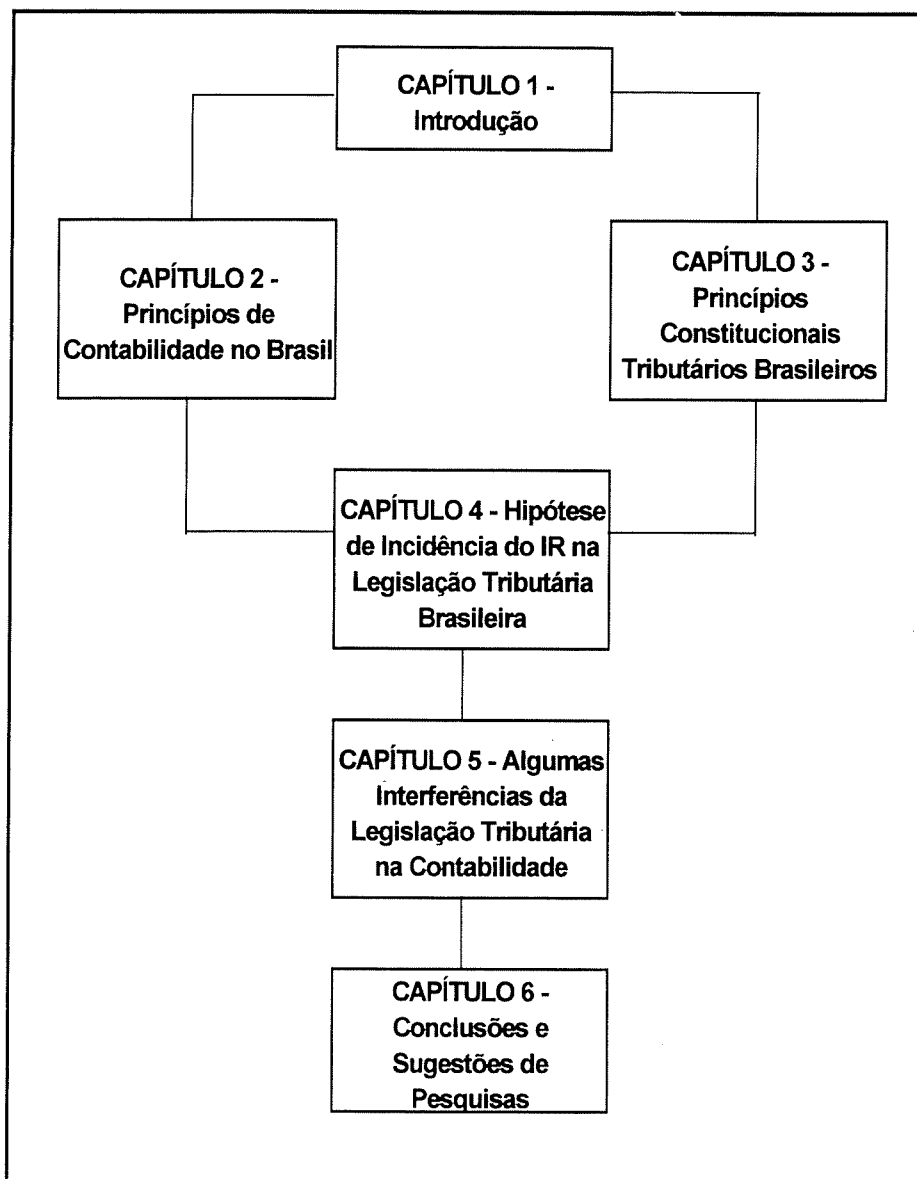 CAPÍTULO 1 -
Introdução
CAPÍTULO 2 -
Princípios de
Contabilidade no Brasil
CAPÍTULO 3 -
Princípios
Constitucionais
Tributários Brasileiros
CAPÍTULO 4 - Hipótese
de Incidência do IR na
Legislação Tributária
Brasileira
CAPÍTULO 5 - Algumas
Interferências da
Legislação Tributária
na Contabilidade
CAPÍTULO 6 -
Conclusões e
Sugestões de
Pesquisas